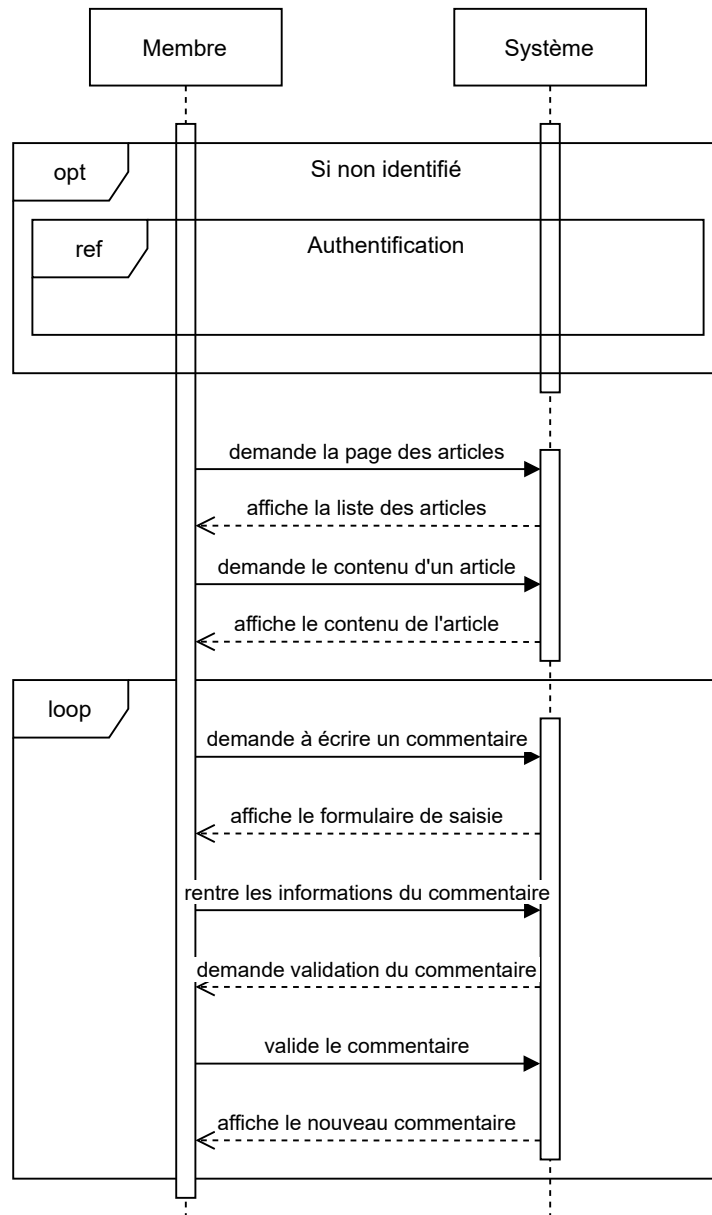 Membre
Système
opt
Si non identifié
ref
Authentification
demande la page des articles
affiche la liste des articles
demande le contenu d'un article
affiche le contenu de l'article
loop
demande à écrire un commentaire
affiche le formulaire de saisie
rentre les informations du commentaire
demande validation du commentaire
valide le commentaire
affiche le nouveau commentaire